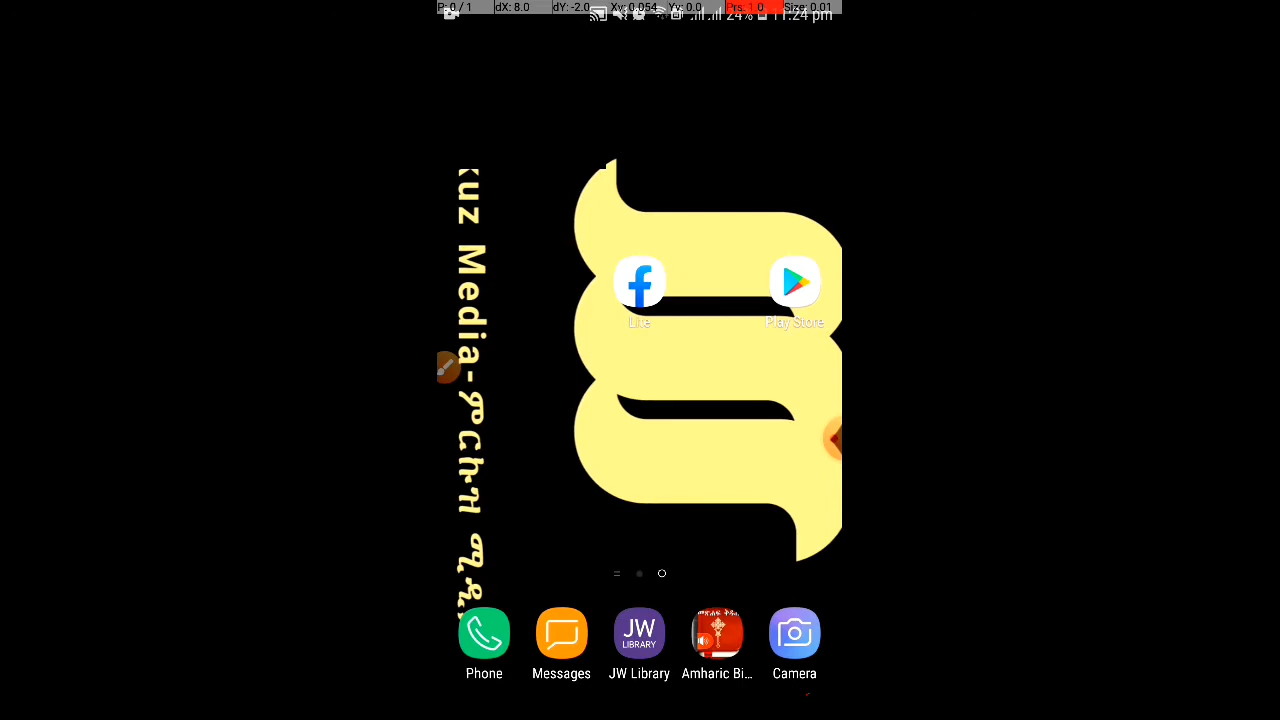 P: 0 / 1 dX: 8.0 dY: -2.0 Xv: 0.054 Yv: 0.0 Prs: 1.0 Size: 0.01
24% 11:24 pm
kuz Media-ምርኩዝ ሚዲ
Lite
Play Store
JW
LIBRARY
Phone
Messages
JW Library
Amharic Bi...
Camera